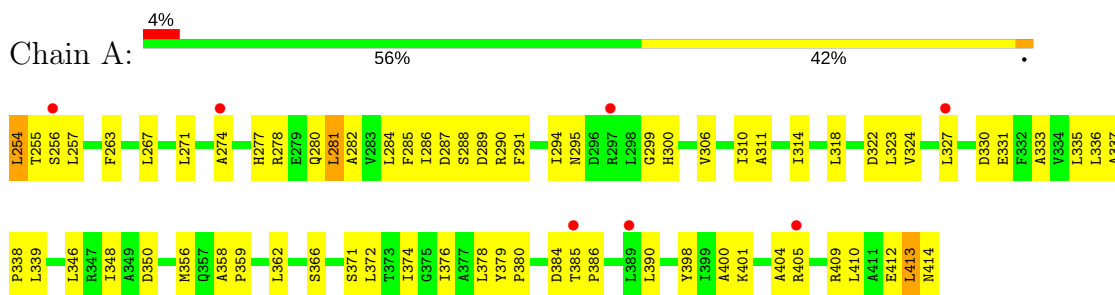 4%
Chain A:
56% 42% •
L254 T255 S256 L257 F263 L267 L271 A274 H277 R278 E279 Q280 L281 A282 V283 L284 F285 I286 D287 S288 D289 R290 F291 I294 N295 D296 R297 L298 G299 H300 V306 I310 A311 I314 L318 D322 L323 V324 L327 D330 E331 F332 A333 V334 L335 L336 A337
P338 L339 L346 R347 I348 A349 D350 M356 Q357 A358 P359 L362 S366 S371 L372 T373 I374 G375 I376 A377 L378 Y379 P380 D384 T385 P386 L389 L390 Y398 I399 A400 K401 A404 R405 R409 L410 A411 E412 L413 N414